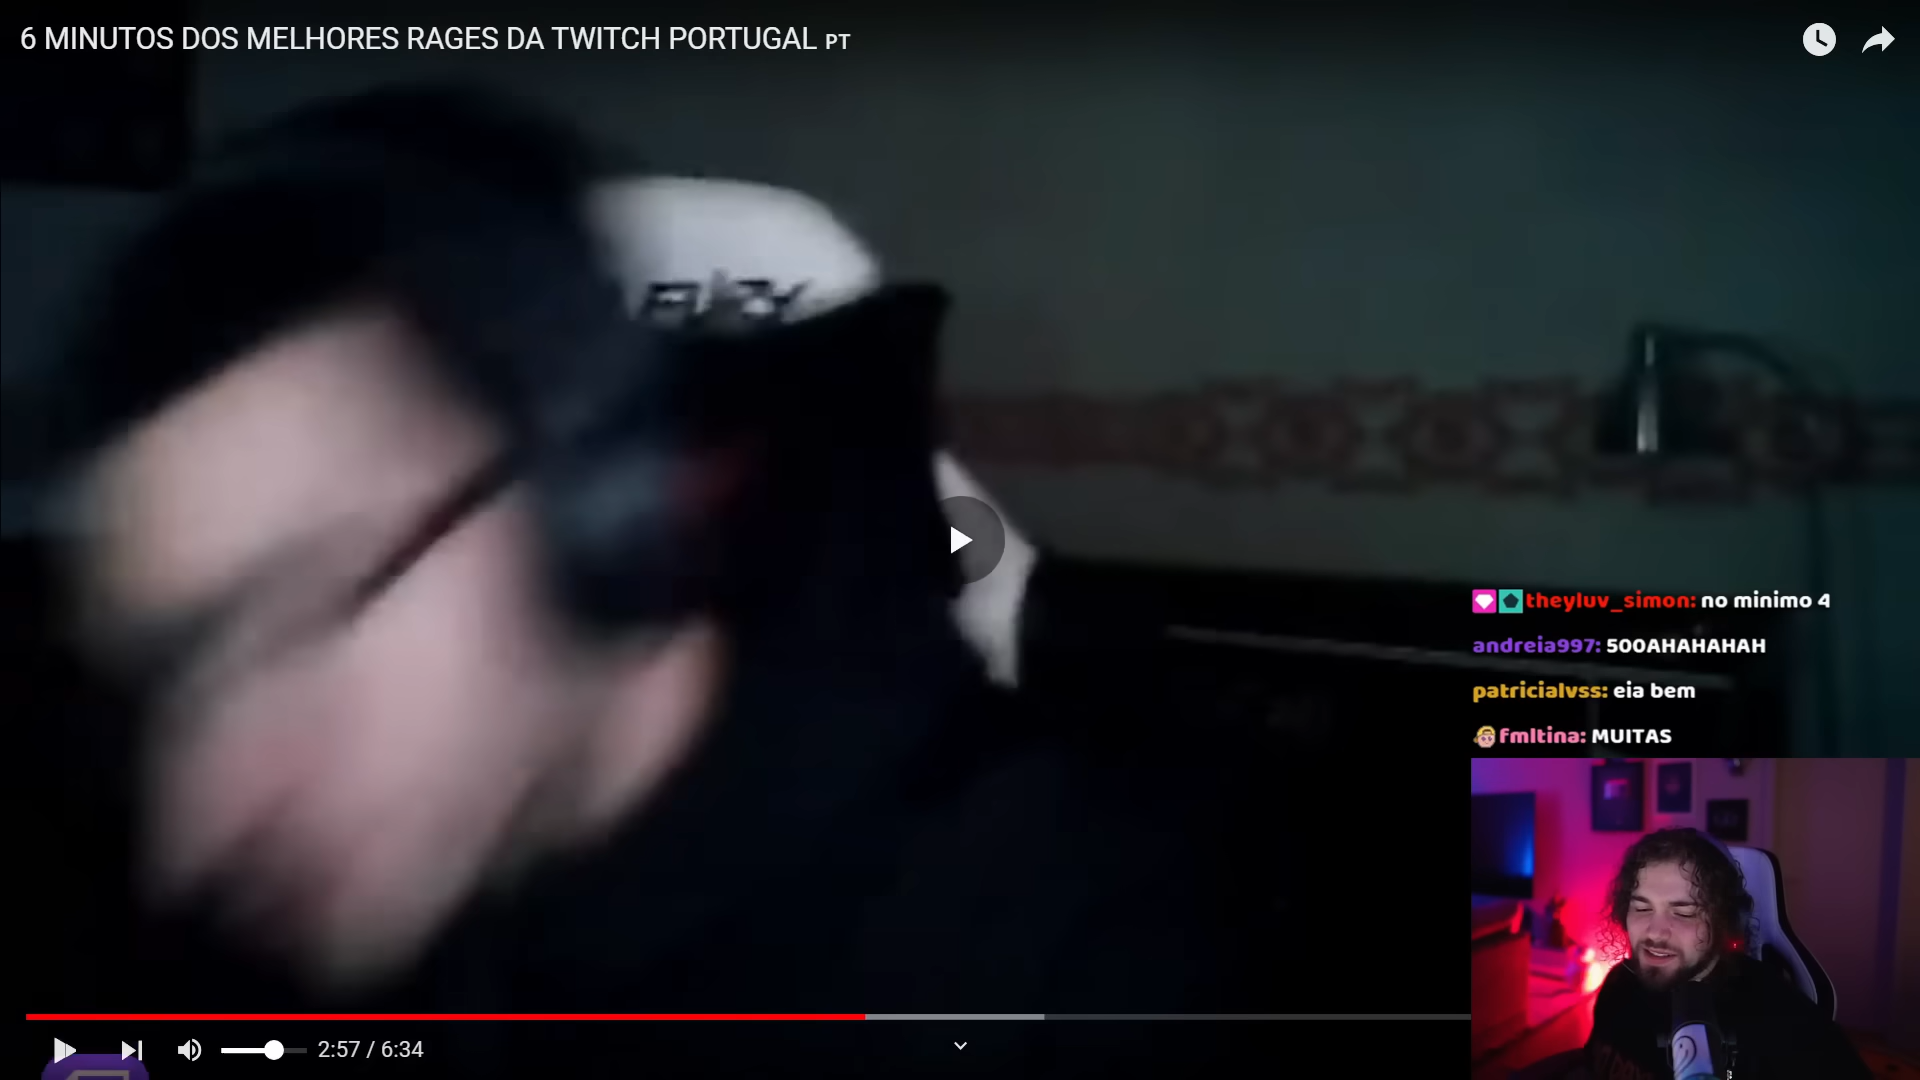 6 MINUTOS DOS MELHORES RAGES DA TWITCH PORTUGAL PT
theyluv_simon: no minimo 4
andreia997: 500AHAHAHAH
patricialvss: eia bem
fmltina: MUITAS
2:57 / 6:34